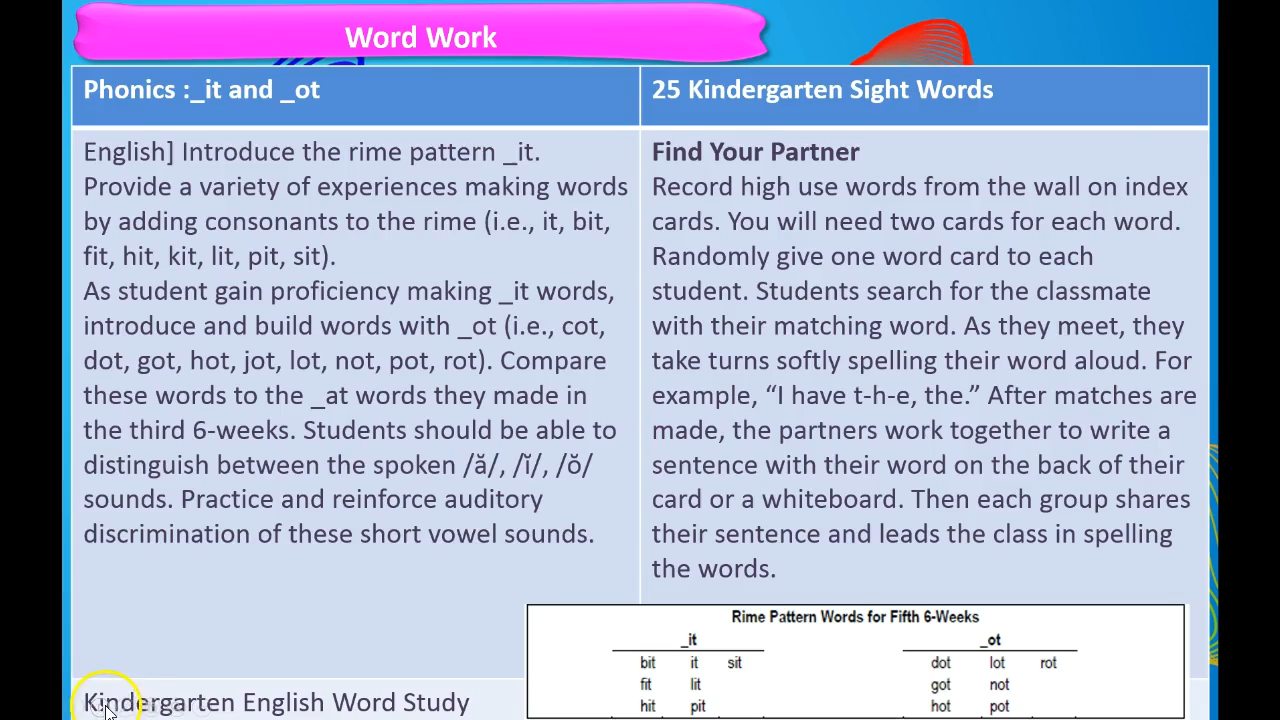 Word Work
Phonics :_it and _ot
25 Kindergarten Sight Words
English] Introduce the rime pattern _it.
Provide a variety of experiences making words
by adding consonants to the rime (i.e., it, bit,
fit, hit, kit, lit, pit, sit).
As student gain proficiency making _it words,
introduce and build words with _ot (i.e., cot,
dot, got, hot, jot, lot, not, pot, rot). Compare
these words to the _at words they made in
the third 6-weeks. Students should be able to
distinguish between the spoken /ă/, /ĭ/, /ŏ/
sounds. Practice and reinforce auditory
discrimination of these short vowel sounds.
Find Your Partner
Record high use words from the wall on index
cards. You will need two cards for each word.
Randomly give one word card to each
student. Students search for the classmate
with their matching word. As they meet, they
take turns softly spelling their word aloud. For
example, “I have t-h-e, the.” After matches are
made, the partners work together to write a
sentence with their word on the back of their
card or a whiteboard. Then each group shares
their sentence and leads the class in spelling
the words.
Kindergarten English Word Study
Rime Pattern Words for Fifth 6-Weeks
_it _ot
bit it sit dot lot rot
fit lit got not
hit pit hot pot